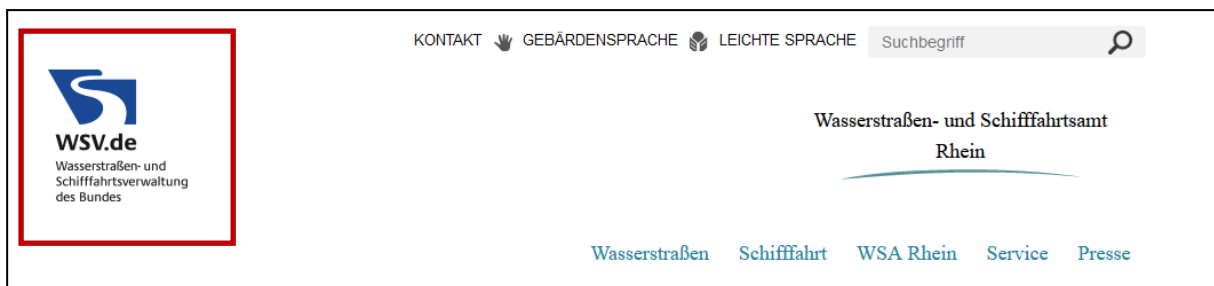 KONTAKT GEBÄRDENSPRACHE LEICHTE SPRACHE Suchbegriff
WSV.de
Wasserstraßen- und
Schifffahrtsverwaltung
des Bundes
Wasserstraßen- und Schifffahrtsamt
Rhein
Wasserstraßen Schifffahrt WSA Rhein Service Presse